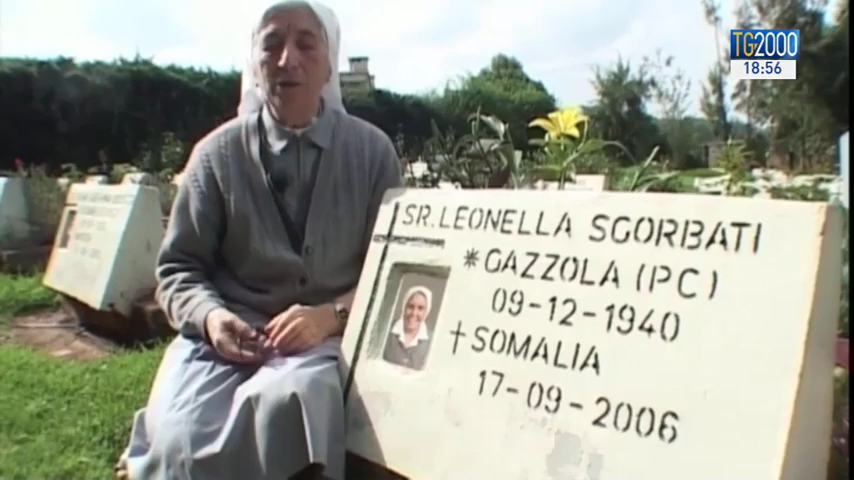 TG2000
18:56
SR. LEONELLA SGORBATI
*GAZZOLA (PC)
09-12-1940
†SOMALIA
17-09-2006